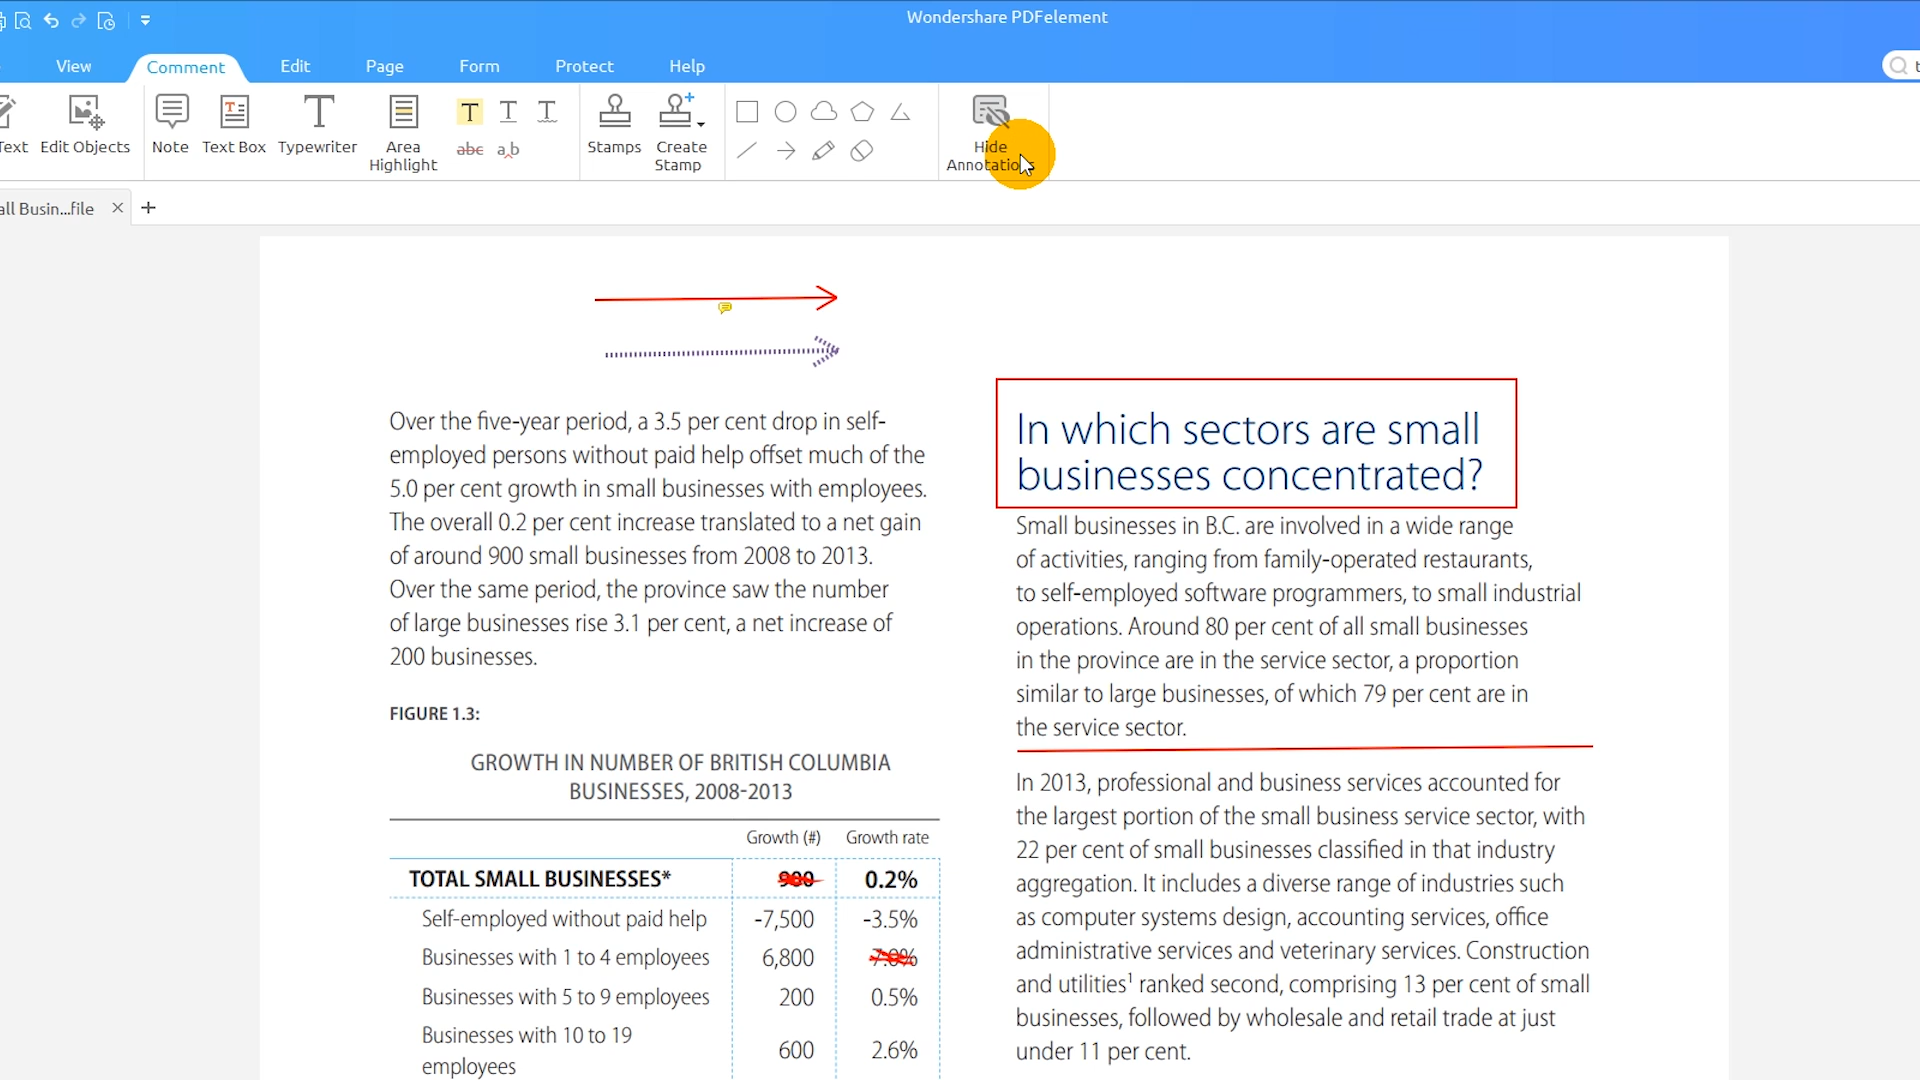 Wondershare PDFelement
View Comment Edit Page Form Protect Help
Text Edit Objects Note Text Box Typewriter Area Highlight T T T abc a b Stamps Create Stamp Hide Annotations
all Busin...file × +
Over the five-year period, a 3.5 per cent drop in self-
employed persons without paid help offset much of the
5.0 per cent growth in small businesses with employees.
The overall 0.2 per cent increase translated to a net gain
of around 900 small businesses from 2008 to 2013.
Over the same period, the province saw the number
of large businesses rise 3.1 per cent, a net increase of
200 businesses.
FIGURE 1.3:
GROWTH IN NUMBER OF BRITISH COLUMBIA
BUSINESSES, 2008-2013
Growth (#) Growth rate
TOTAL SMALL BUSINESSES* 900 0.2%
Self-employed without paid help -7,500 -3.5%
Businesses with 1 to 4 employees 6,800 7.0%
Businesses with 5 to 9 employees 200 0.5%
Businesses with 10 to 19
employees 600 2.6%
In which sectors are small
businesses concentrated?
Small businesses in B.C. are involved in a wide range
of activities, ranging from family-operated restaurants,
to self-employed software programmers, to small industrial
operations. Around 80 per cent of all small businesses
in the province are in the service sector, a proportion
similar to large businesses, of which 79 per cent are in
the service sector.
In 2013, professional and business services accounted for
the largest portion of the small business service sector, with
22 per cent of small businesses classified in that industry
aggregation. It includes a diverse range of industries such
as computer systems design, accounting services, office
administrative services and veterinary services. Construction
and utilities¹ ranked second, comprising 13 per cent of small
businesses, followed by wholesale and retail trade at just
under 11 per cent.